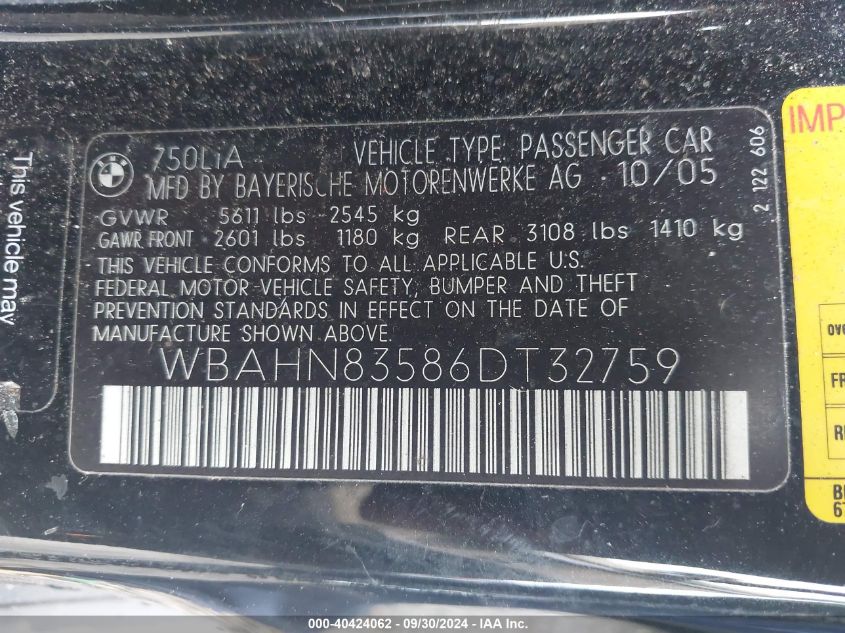 This vehicle may
BMW
750LiA VEHICLE TYPE PASSENGER CAR
MFD BY BAYERISCHE MOTORENWERKE AG · 10/05
GVWR 5611 lbs 2545 kg
GAWR FRONT 2601 lbs 1180 kg REAR 3108 lbs 1410 kg
THIS VEHICLE CONFORMS TO ALL APPLICABLE U.S.
FEDERAL MOTOR VEHICLE SAFETY, BUMPER AND THEFT
PREVENTION STANDARDS IN EFFECT ON THE DATE OF
MANUFACTURE SHOWN ABOVE.
WBAHN83586DT32759
2 122 606
IMP
000-40424062 / 09/30/2024 - IAA Inc.